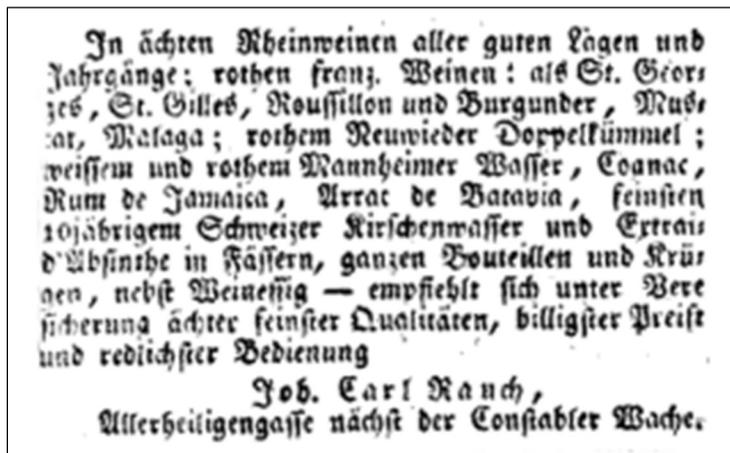 In ächten Rheinweinen aller guten Lagen und
Jahrgänge; rothen franz. Weinen: als St. Geor⸗
ges, St. Gilles, Roussillon und Burgunder, Mus⸗
cat, Malaga; rothem Neuwieder Doppelkümmel;
weissem und rothem Mannheimer Wasser, Cognac,
Rum de Jamaica, Arrac de Batavia, feinsten
10jährigem Schweizer Kirschenwasser und Extrait
d'Absinthe in Fässern, ganzen Bouteillen und Krü⸗
gen, nebst Weinessig — empfiehlt sich unter Vere
sicherung ächter feinster Qualitäten, billigster Preise
und redlichster Bedienung
Joh. Carl Rauch,
Allerheiligengasse nächst der Constabler Wache.